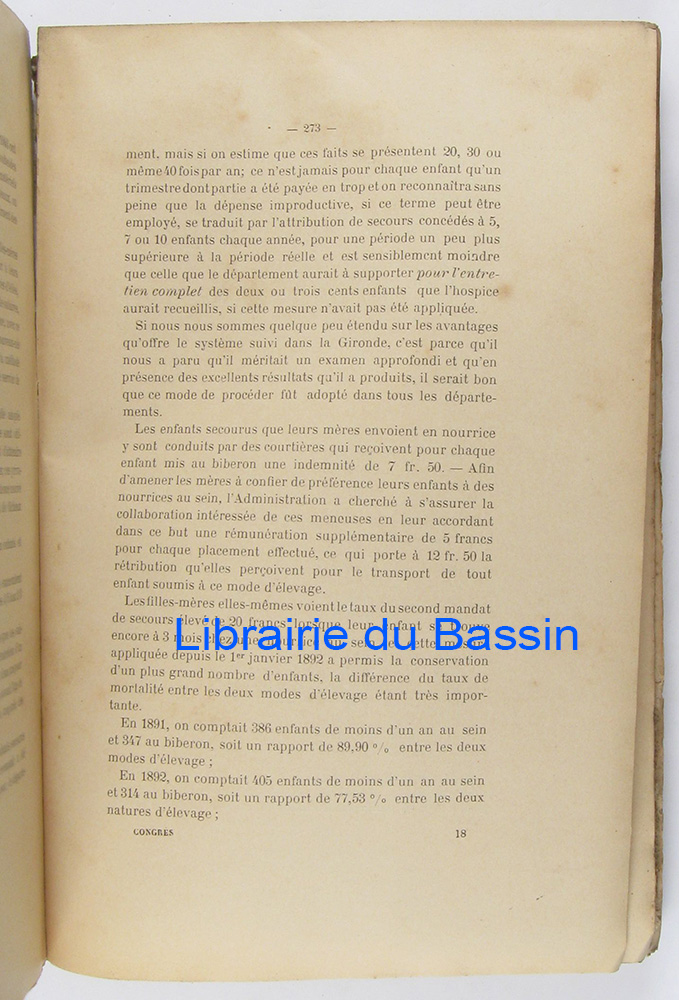 — 273 —
ment, mais si on estime que ces faits se présentent 20, 30 ou
même 40 fois par an; ce n'est jamais pour chaque enfant qu'un
trimestre dont partie a été payée en trop et on reconnaîtra sans
peine que la dépense improductive, si ce terme peut être
employé, se traduit par l'attribution de secours concédés à 5,
7 ou 10 enfants chaque année, pour une période un peu plus
supérieure à la période réelle et est sensiblement moindre
que celle que le département aurait à supporter pour l'entre-
tien complet des deux ou trois cents enfants que l'hospice
aurait recueillis, si cette mesure n'avait pas été appliquée.
Si nous nous sommes quelque peu étendu sur les avantages
qu'offre le système suivi dans la Gironde, c'est parce qu'il
nous a paru qu'il méritait un examen approfondi et qu'en
présence des excellents résultats qu'il a produits, il serait bon
que ce mode de procéder fût adopté dans tous les départe-
ments.
Les enfants secourus que leurs mères envoient en nourrice
y sont conduits par des courtières qui reçoivent pour chaque
enfant mis au biberon une indemnité de 7 fr. 50. — Afin
d'amener les mères à confier de préférence leurs enfants à des
nourrices au sein, l'Administration a cherché à s'assurer la
collaboration intéressée de ces meneuses en leur accordant
dans ce but une rémunération supplémentaire de 5 francs
pour chaque placement effectué, ce qui porte à 12 fr. 50 la
rétribution qu'elles perçoivent pour le transport de tout
enfant soumis à ce mode d'élevage.
Les filles-mères elles-mêmes voient le taux du second mandat
de secours élevé de 20 francs lorsque leur enfant se trouve
encore à 3 mois chez une nourrice au sein. Cette mesure
Librairie du Bassin
appliquée depuis le 1er janvier 1892 a permis la conservation
d'un plus grand nombre d'enfants, la différence du taux de
mortalité entre les deux modes d'élevage étant très impor-
tante.
En 1891, on comptait 386 enfants de moins d'un an au sein
et 347 au biberon, soit un rapport de 89,90 % entre les deux
modes d'élevage ;
En 1892, on comptait 405 enfants de moins d'un an au sein
et 314 au biberon, soit un rapport de 77,53 % entre les deux
natures d'élevage ;
CONGRES 18